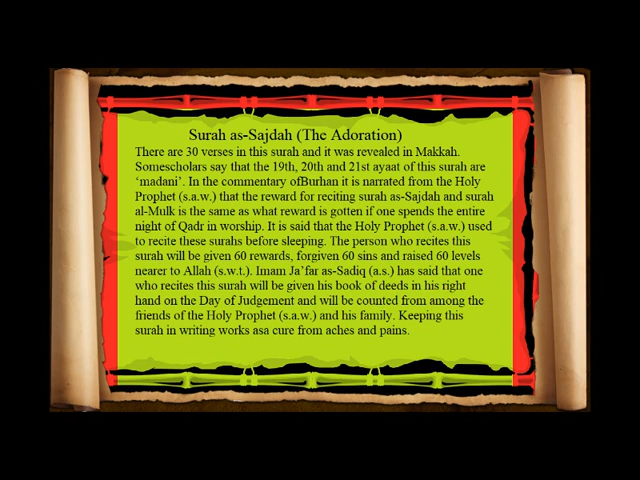 Surah as-Sajdah (The Adoration)
There are 30 verses in this surah and it was revealed in Makkah.
Somescholars say that the 19th, 20th and 21st ayaat of this surah are
‘madani’. In the commentary ofBurhan it is narrated from the Holy
Prophet (s.a.w.) that the reward for reciting surah as-Sajdah and surah
al-Mulk is the same as what reward is gotten if one spends the entire
night of Qadr in worship. It is said that the Holy Prophet (s.a.w.) used
to recite these surahs before sleeping. The person who recites this
surah will be given 60 rewards, forgiven 60 sins and raised 60 levels
nearer to Allah (s.w.t.). Imam Ja’far as-Sadiq (a.s.) has said that one
who recites this surah will be given his book of deeds in his right
hand on the Day of Judgement and will be counted from among the
friends of the Holy Prophet (s.a.w.) and his family. Keeping this
surah in writing works asa cure from aches and pains.